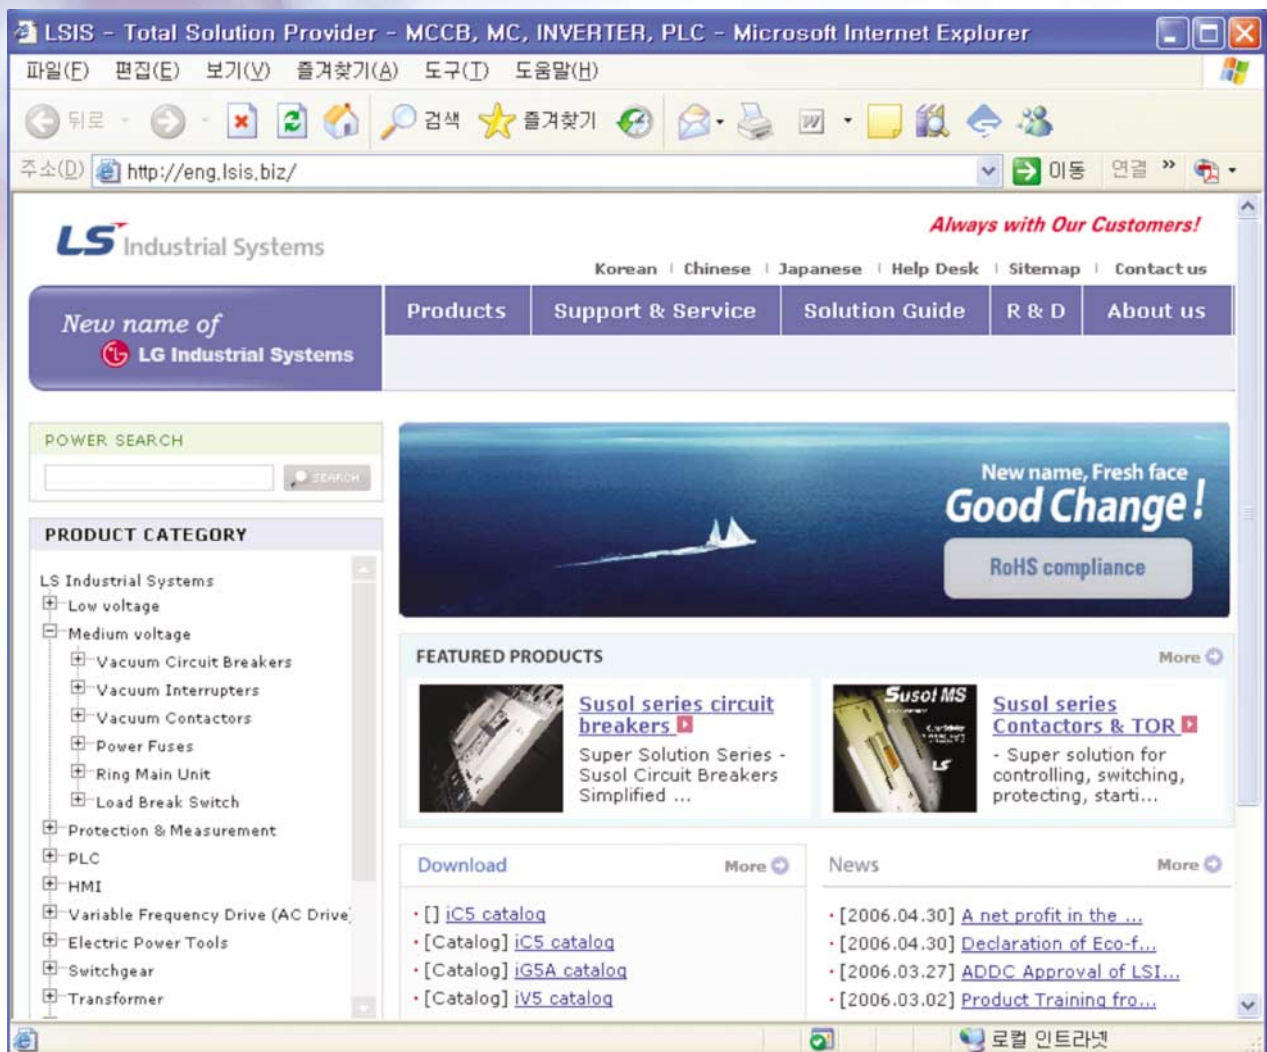 LSIS - Total Solution Provider - MCCB, MC, INVERTER, PLC - Microsoft Internet Explorer
파일(F) 편집(E) 보기(V) 즐겨찾기(A) 도구(T) 도움말(H)
뒤로 검색 즐겨찾기
주소(D) http://eng.lsis.biz/ 이동 연결 »
LS Industrial Systems
Always with Our Customers!
Korean | Chinese | Japanese | Help Desk | Sitemap | Contact us
New name of
LG Industrial Systems
Products Support & Service Solution Guide R & D About us
POWER SEARCH
SEARCH
PRODUCT CATEGORY
LS Industrial Systems
Low voltage
Medium voltage
Vacuum Circuit Breakers
Vacuum Interrupters
Vacuum Contactors
Power Fuses
Ring Main Unit
Load Break Switch
Protection & Measurement
PLC
HMI
Variable Frequency Drive (AC Drive)
Electric Power Tools
Switchgear
Transformer
New name, Fresh face
Good Change!
RoHS compliance
FEATURED PRODUCTS More
Susol series circuit
breakers
Super Solution Series -
Susol Circuit Breakers
Simplified ...
Susol MS
LS
Susol series
Contactors & TOR
- Super solution for
controlling, switching,
protecting, starti...
Download More
· [] iC5 catalog
· [Catalog] iC5 catalog
· [Catalog] iG5A catalog
· [Catalog] iV5 catalog
News More
· [2006.04.30] A net profit in the ...
· [2006.04.30] Declaration of Eco-f...
· [2006.03.27] ADDC Approval of LSI...
· [2006.03.02] Product Training fro...
로컬 인트라넷